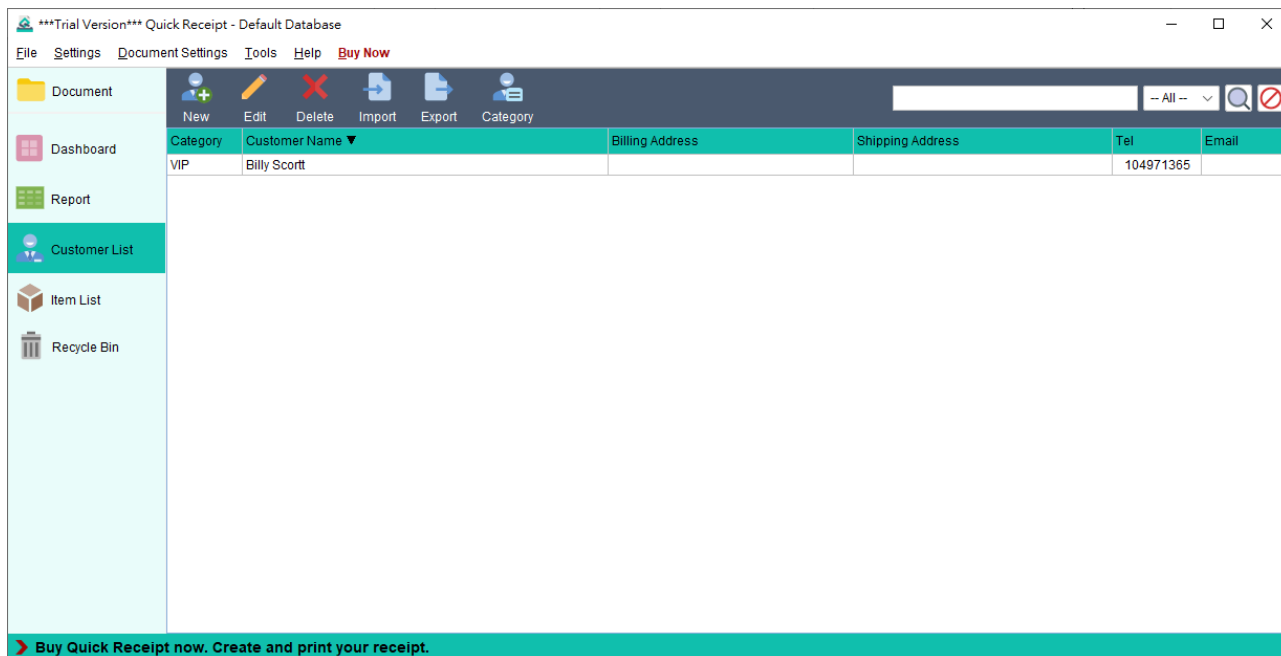 ***Trial Version*** Quick Receipt - Default Database
File Settings Document Settings Tools Help Buy Now
Document
New Edit Delete Import Export Category
-- All --
Dashboard
Report
Customer List
Item List
Recycle Bin
Category Customer Name ▼ Billing Address Shipping Address Tel Email
VIP Billy Scortt 104971365
Buy Quick Receipt now. Create and print your receipt.